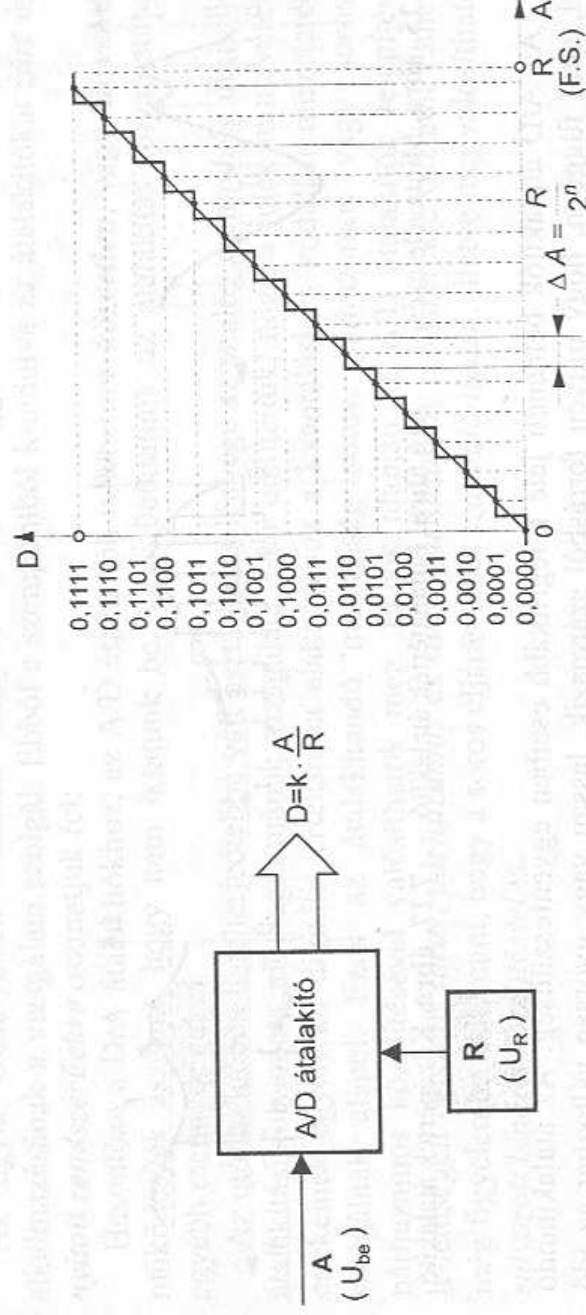 A
(U_be)
A/D átalakító
R
(U_R)
D=k · A/R
D
0,1111
0,1110
0,1101
0,1100
0,1011
0,1010
0,1001
0,1000
0,0111
0,0110
0,0101
0,0100
0,0011
0,0010
0,0001
0,0000
0
Δ A = R/2^n
R
(F.S.)
A